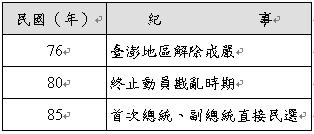 民國（年） 紀 事
76 臺澎地區解除戒嚴
80 終止動員戡亂時期
85 首次總統、副總統直接民選